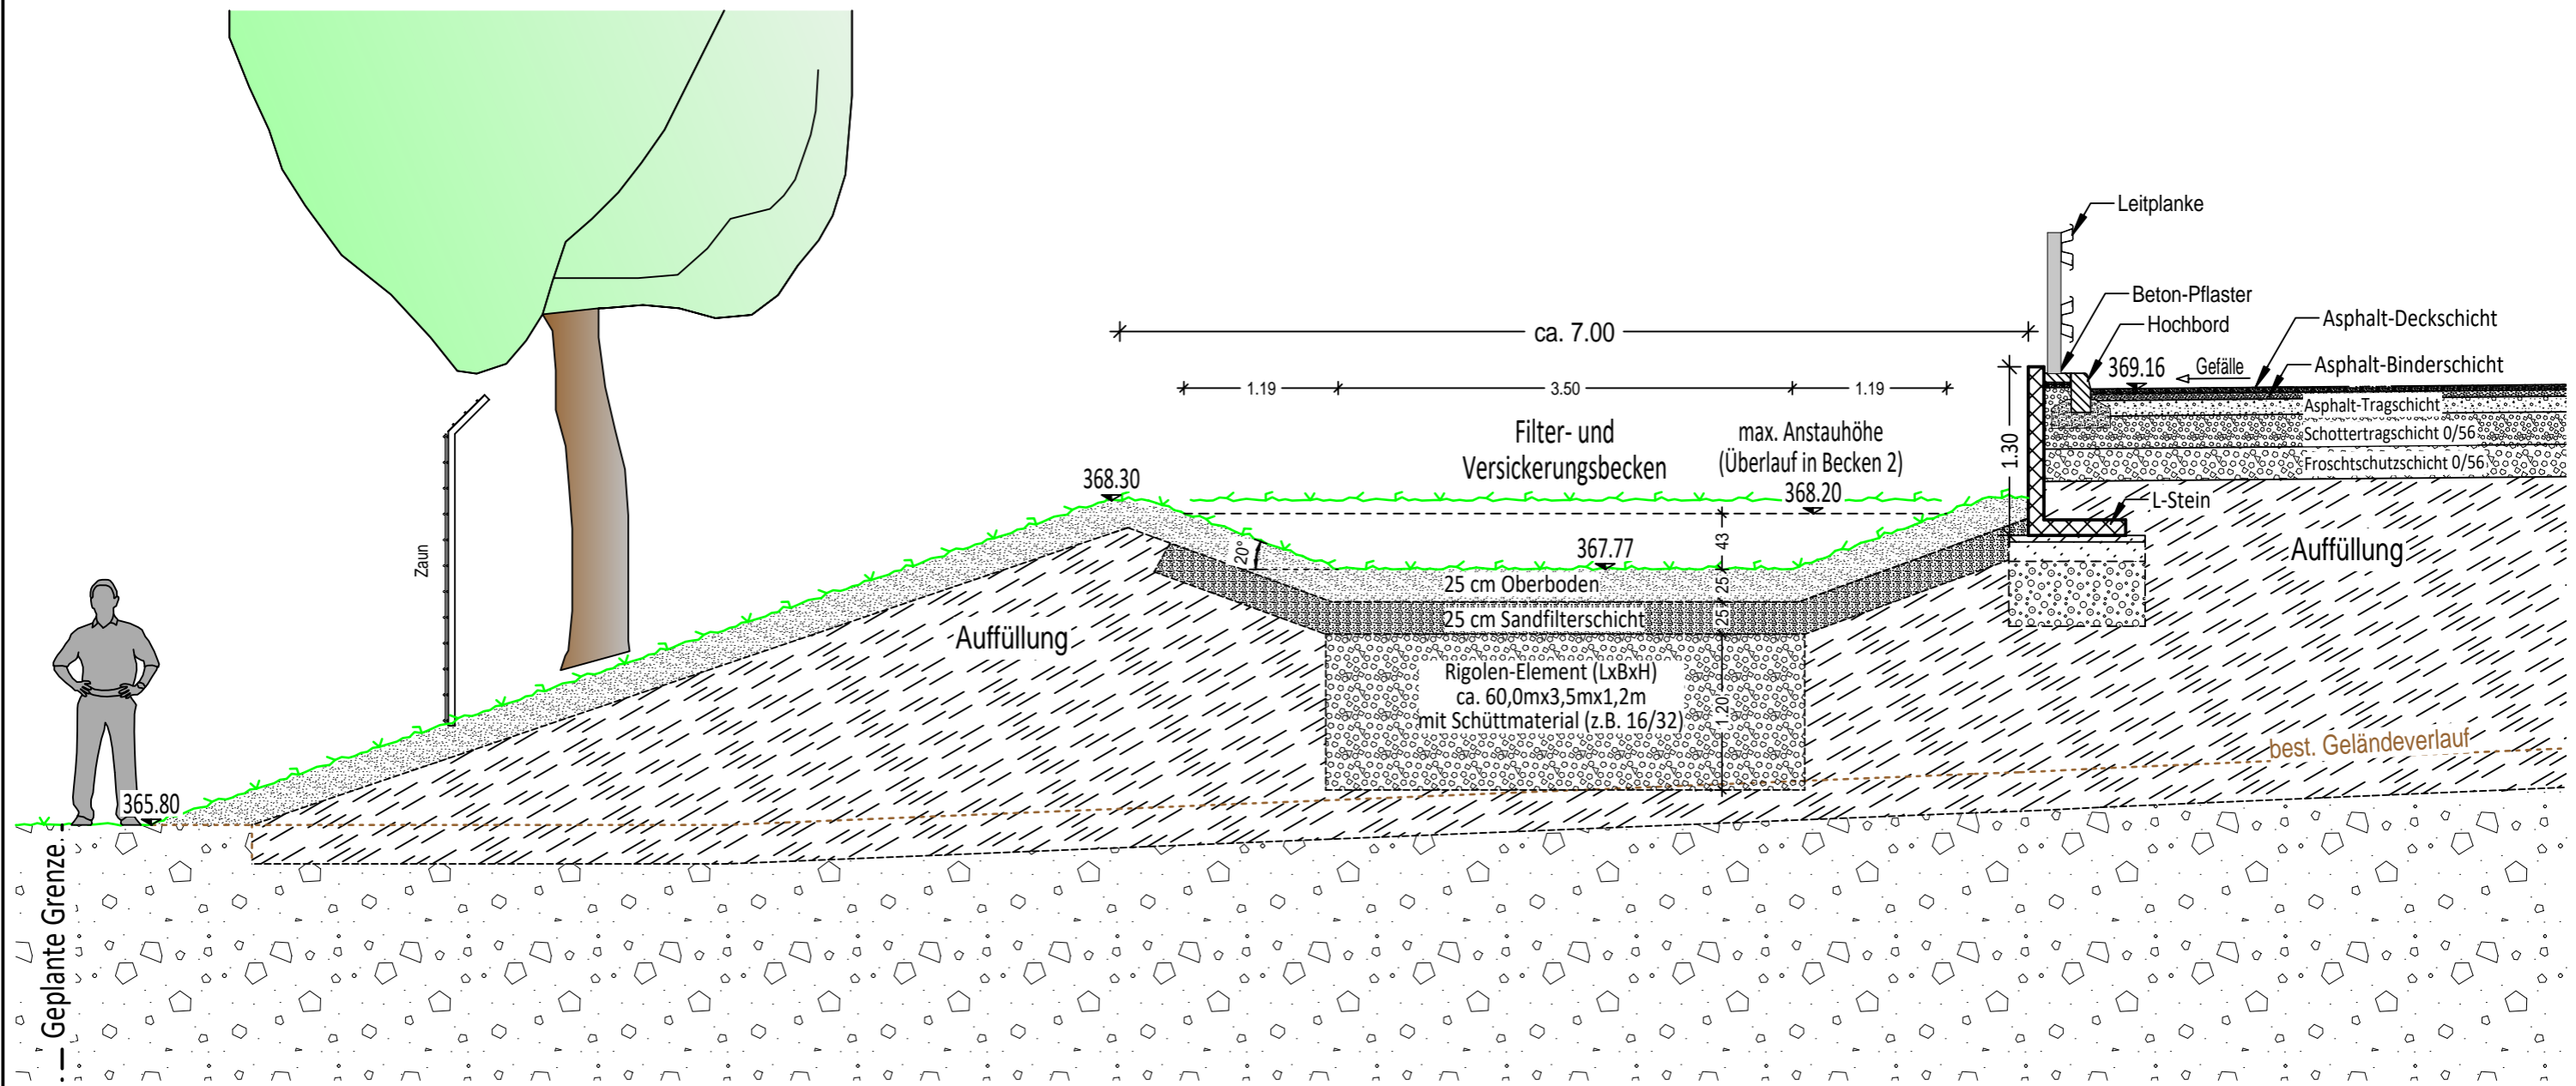 Leitplanke
Beton-Pflaster
Hochbord
Asphalt-Deckschicht
ca. 7.00
369.16
Gefälle
Asphalt-Binderschicht
1.19
3.50
1.19
Asphalt-Tragschicht
Schottertragschicht 0/56
Froschtschutzschicht 0/56
1.30
Filter- und
Versickerungsbecken
max. Anstauhöhe
(Überlauf in Becken 2)
368.20
368.30
L-Stein
Zaun
20°
367.77
43
Auffüllung
25 cm Oberboden
25
25 cm Sandfilterschicht
25
Auffüllung
Rigolen-Element (LxBxH)
ca. 60,0mx3,5mx1,2m
mit Schüttmaterial (z.B. 16/32)
1.20
best. Geländeverlauf
365.80
Geplante Grenze